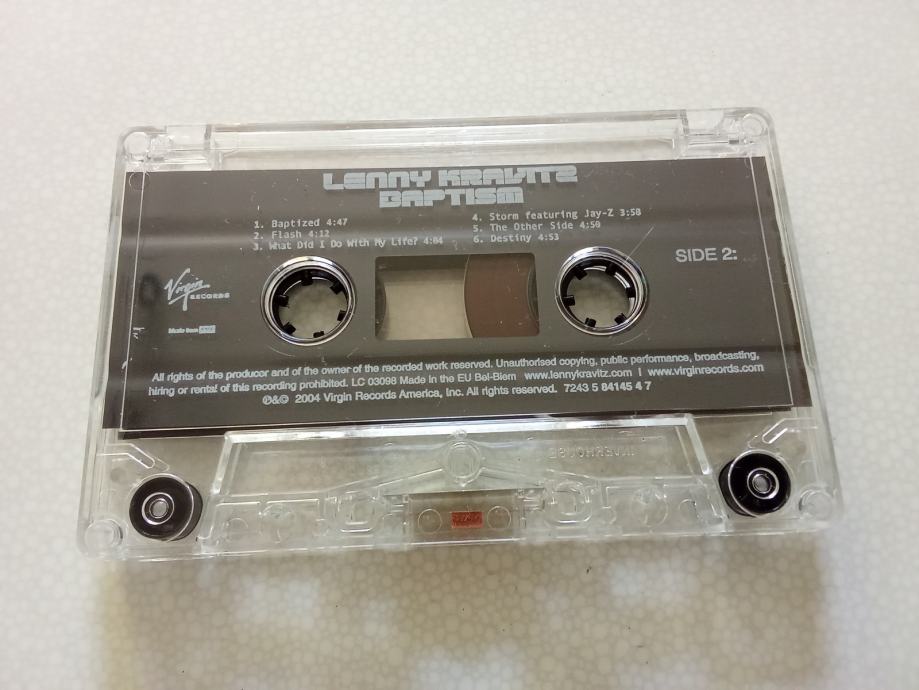 LENNY KRAVITZ
BAPTISM
1. Baptized 4:47
2. Flash 4:12
3. What Did I Do With My Life? 4:04
4. Storm featuring Jay-Z 3:58
5. The Other Side 4:50
6. Destiny 4:53
SIDE 2:
Virgin
RECORDS
All rights of the producer and of the owner of the recorded work reserved. Unauthorised copying, public performance, broadcasting,
hiring or rental of this recording prohibited. LC 03098 Made in the EU Bel-Biem www.lennykravitz.com | www.virginrecords.com
℗&© 2004 Virgin Records America, Inc. All rights reserved. 7243 5 84145 4 7